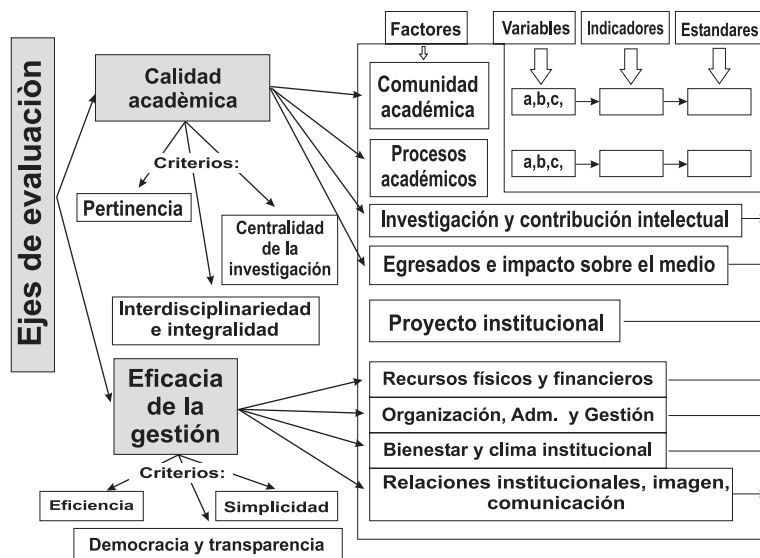 Ejes de evaluaciòn
Calidad
acadèmica
Criterios:
Pertinencia
Centralidad
de la
investigación
Interdisciplinariedad
e integralidad
Eficacia
de la
gestión
Criterios:
Eficiencia
Simplicidad
Democracia y transparencia
Factores
Variables
Indicadores
Estandares
Comunidad
académica
a,b,c,
Procesos
académicos
a,b,c,
Investigación y contribución intelectual
Egresados e impacto sobre el medio
Proyecto institucional
Recursos físicos y financieros
Organización, Adm. y Gestión
Bienestar y clima institucional
Relaciones institucionales, imagen,
comunicación